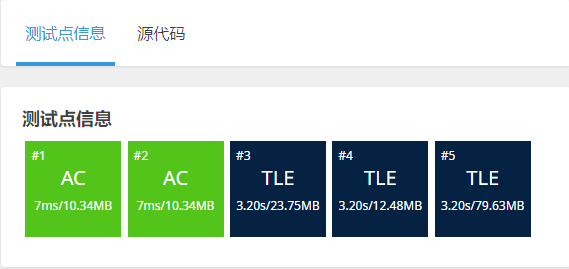 测试点信息 源代码
测试点信息
#1 #2 #3 #4 #5
AC AC TLE TLE TLE
7ms/10.34MB 7ms/10.34MB 3.20s/23.75MB 3.20s/12.48MB 3.20s/79.63MB